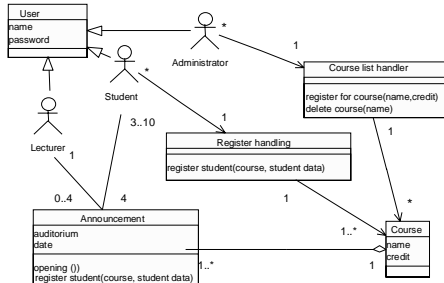 User
name
password
*
Administrator
1
Course list handler
register for course(name,credit)
delete course(name)
Student
*
3..10
1
Lecturer
1
Register handling
register student(course, student data)
1
1
0..4
4
*
Announcement
auditorium
date
opening ())
register student(course, student data)
1..*
1..*
1
Course
name
credit